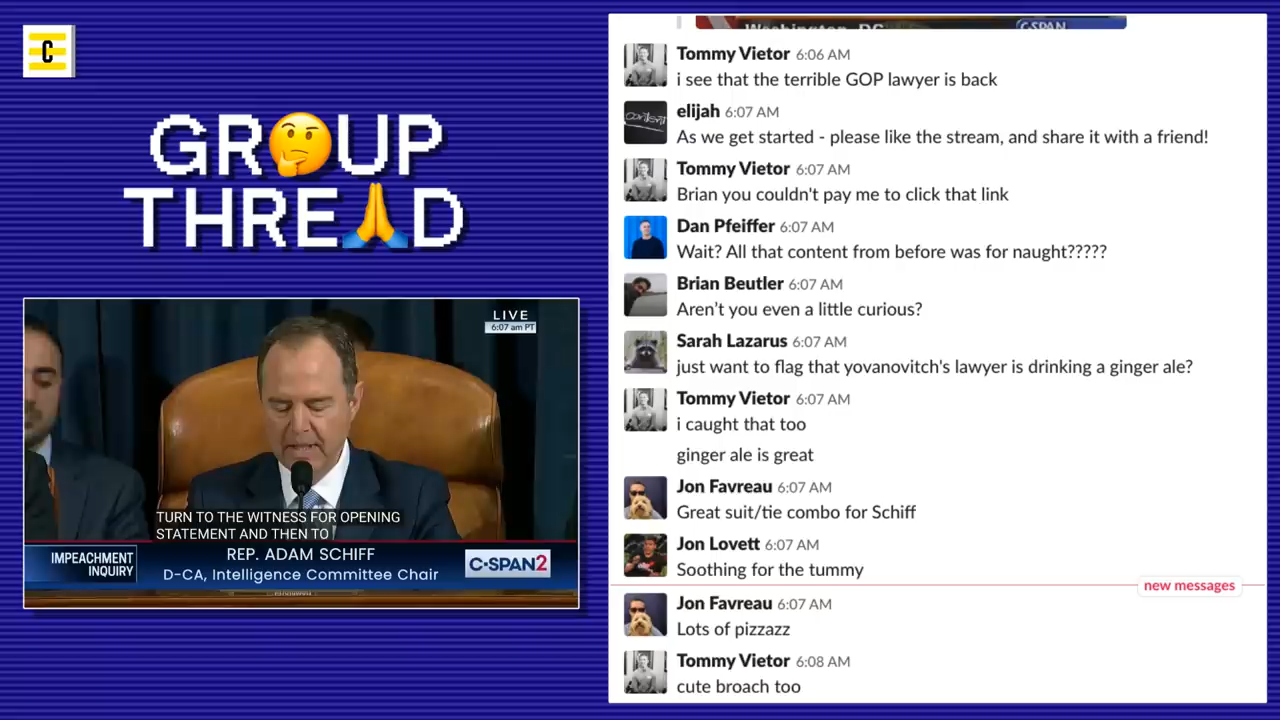 C
GR🤔UP
THRE🙏D
LIVE
6:07 am PT
TURN TO THE WITNESS FOR OPENING
STATEMENT AND THEN TO
IMPEACHMENT
INQUIRY
REP. ADAM SCHIFF
D-CA, Intelligence Committee Chair
C-SPAN2
Washington, DC
C-SPAN
Tommy Vietor 6:06 AM
i see that the terrible GOP lawyer is back
elijah 6:07 AM
content
As we get started - please like the stream, and share it with a friend!
Tommy Vietor 6:07 AM
Brian you couldn't pay me to click that link
Dan Pfeiffer 6:07 AM
Wait? All that content from before was for naught?????
Brian Beutler 6:07 AM
Aren't you even a little curious?
Sarah Lazarus 6:07 AM
just want to flag that yovanovitch's lawyer is drinking a ginger ale?
Tommy Vietor 6:07 AM
i caught that too
ginger ale is great
Jon Favreau 6:07 AM
Great suit/tie combo for Schiff
Jon Lovett 6:07 AM
Soothing for the tummy
new messages
Jon Favreau 6:07 AM
Lots of pizzazz
Tommy Vietor 6:08 AM
cute broach too